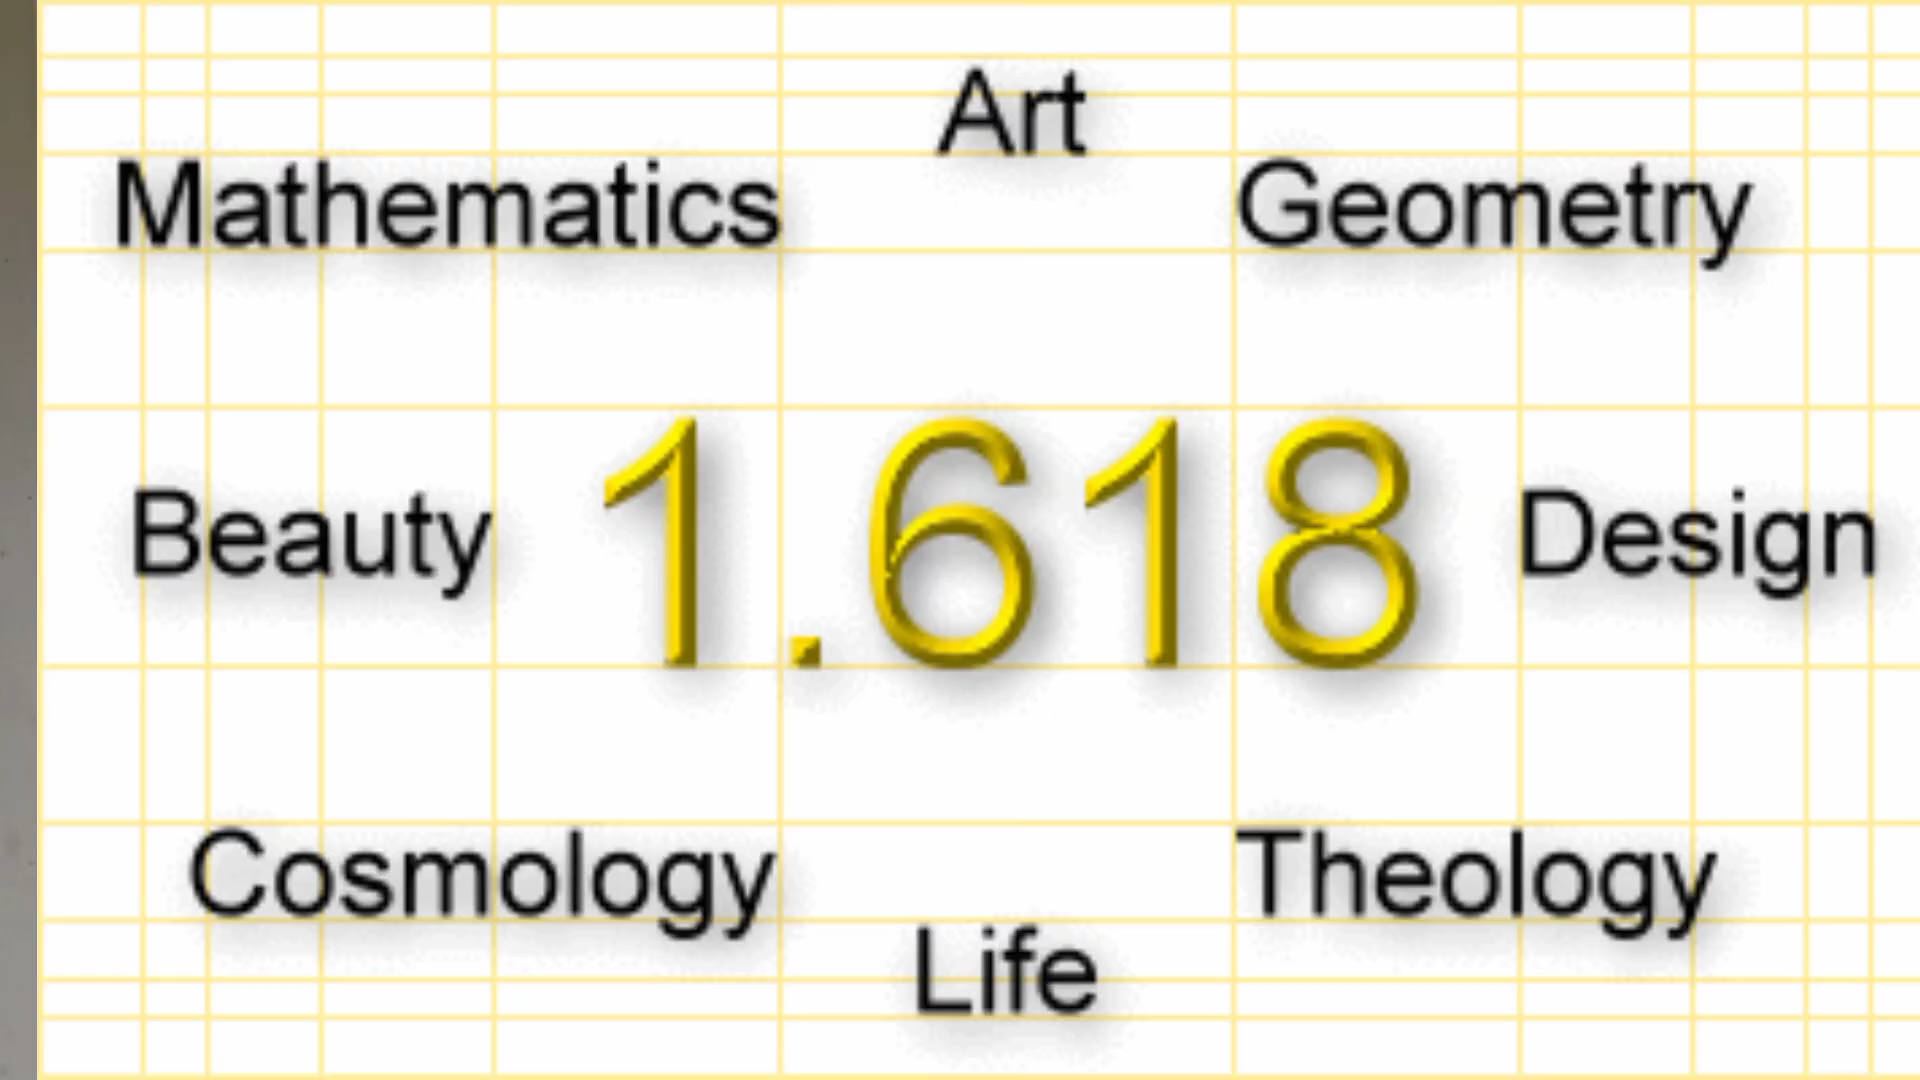 Art
Mathematics
Geometry
Beauty
1.618
Design
Cosmology
Theology
Life